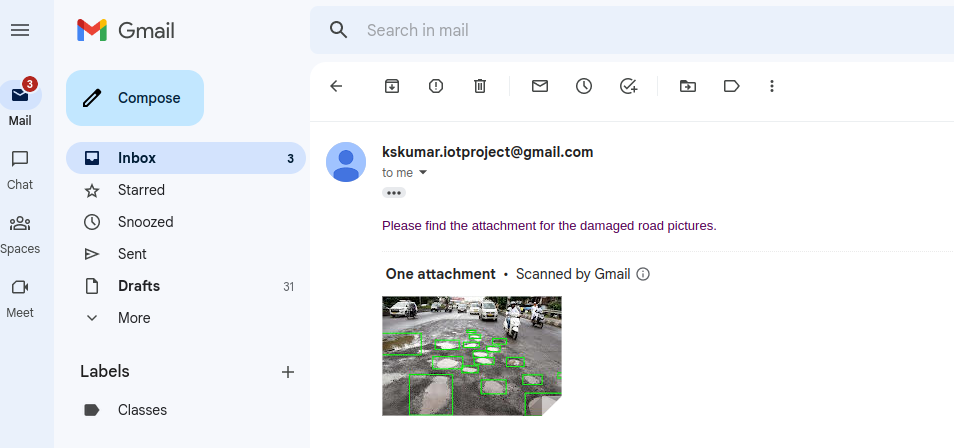 Gmail
Search in mail
3
Mail
Chat
Spaces
Meet
Compose
Inbox 3
Starred
Snoozed
Sent
Drafts 31
More
Labels
Classes
kskumar.iotproject@gmail.com
to me
Please find the attachment for the damaged road pictures.
One attachment • Scanned by Gmail